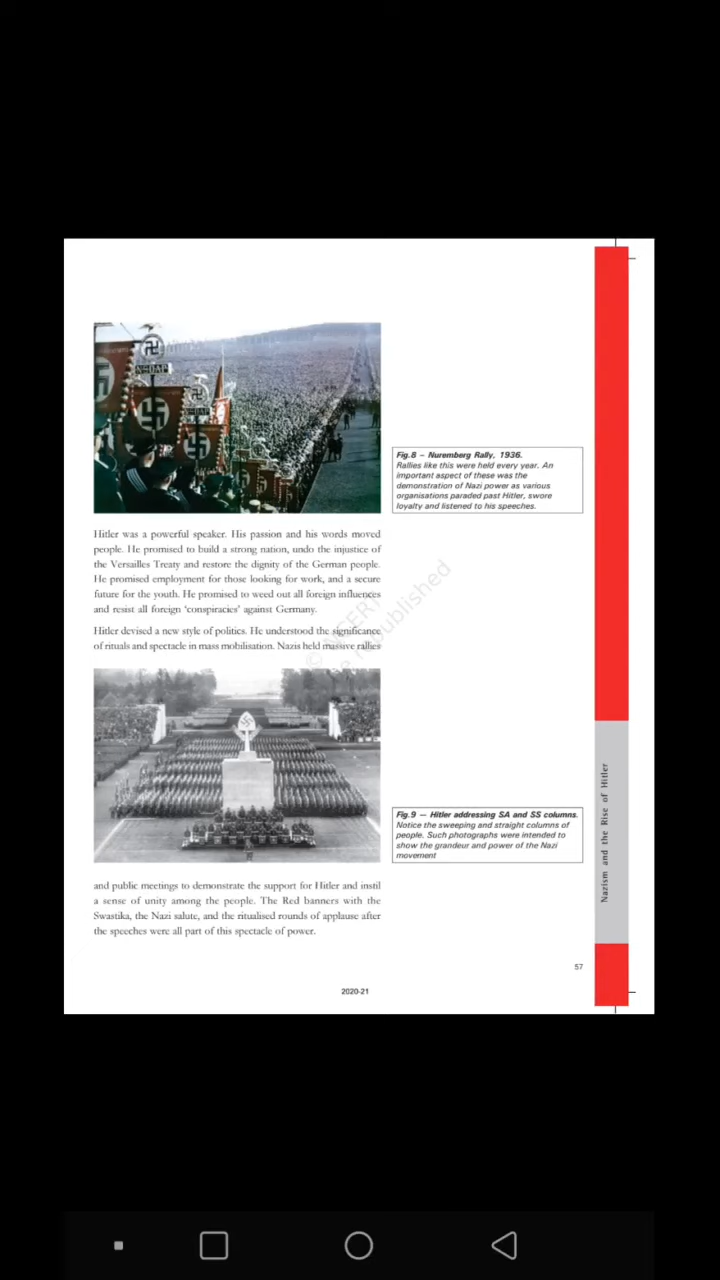 NSDAP
NSDAP
Fig.8 – Nuremberg Rally, 1936.
Rallies like this were held every year. An
important aspect of these was the
demonstration of Nazi power as various
organisations paraded past Hitler, swore
loyalty and listened to his speeches.
Hitler was a powerful speaker. His passion and his words moved
people. He promised to build a strong nation, undo the injustice of
the Versailles Treaty and restore the dignity of the German people.
He promised employment for those looking for work, and a secure
future for the youth. He promised to weed out all foreign influences
and resist all foreign ‘conspiracies’ against Germany.
Hitler devised a new style of politics. He understood the significance
of rituals and spectacle in mass mobilisation. Nazis held massive rallies
© NCERT
republished
Fig.9 – Hitler addressing SA and SS columns.
Notice the sweeping and straight columns of
people. Such photographs were intended to
show the grandeur and power of the Nazi
movement
and public meetings to demonstrate the support for Hitler and instil
a sense of unity among the people. The Red banners with the
Swastika, the Nazi salute, and the ritualised rounds of applause after
the speeches were all part of this spectacle of power.
Nazism and the Rise of Hitler
57
2020-21